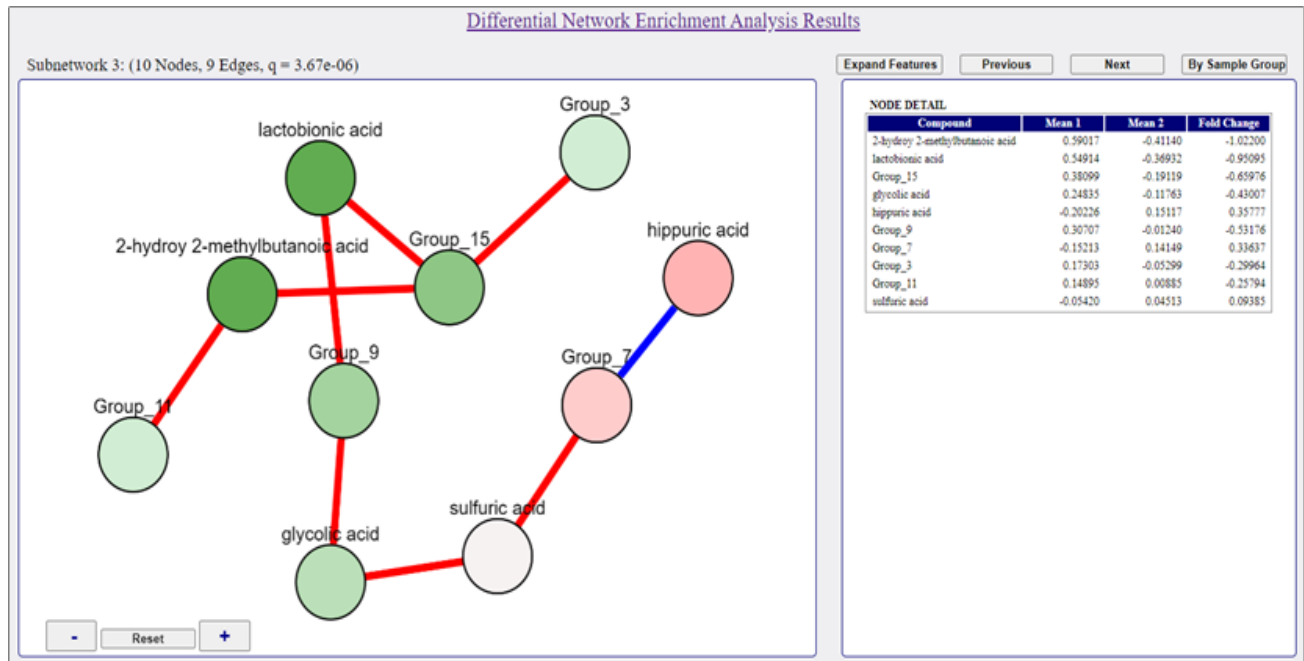 Differential Network Enrichment Analysis Results
Subnetwork 3: (10 Nodes, 9 Edges, q = 3.67e-06)
Expand Features Previous Next By Sample Group
Group_3
lactobionic acid
hippuric acid
Group_15
2-hydroy 2-methylbutanoic acid
Group_9
Group_7
Group_11
sulfuric acid
glycolic acid
- Reset +
NODE DETAIL
Compound Mean 1 Mean 2 Fold Change
2-hydroy 2-methylbutanoic acid 0.59017 -0.41140 -1.02200
lactobionic acid 0.54914 -0.36932 -0.95095
Group_15 0.38099 -0.19119 -0.65976
glycolic acid 0.24835 -0.11763 -0.43007
hippuric acid -0.20226 0.15117 0.35777
Group_9 0.30707 -0.01240 -0.53176
Group_7 -0.15213 0.14149 0.33637
Group_3 0.17303 -0.05299 -0.29964
Group_11 0.14895 0.00885 -0.25794
sulfuric acid -0.05420 0.04513 0.09385